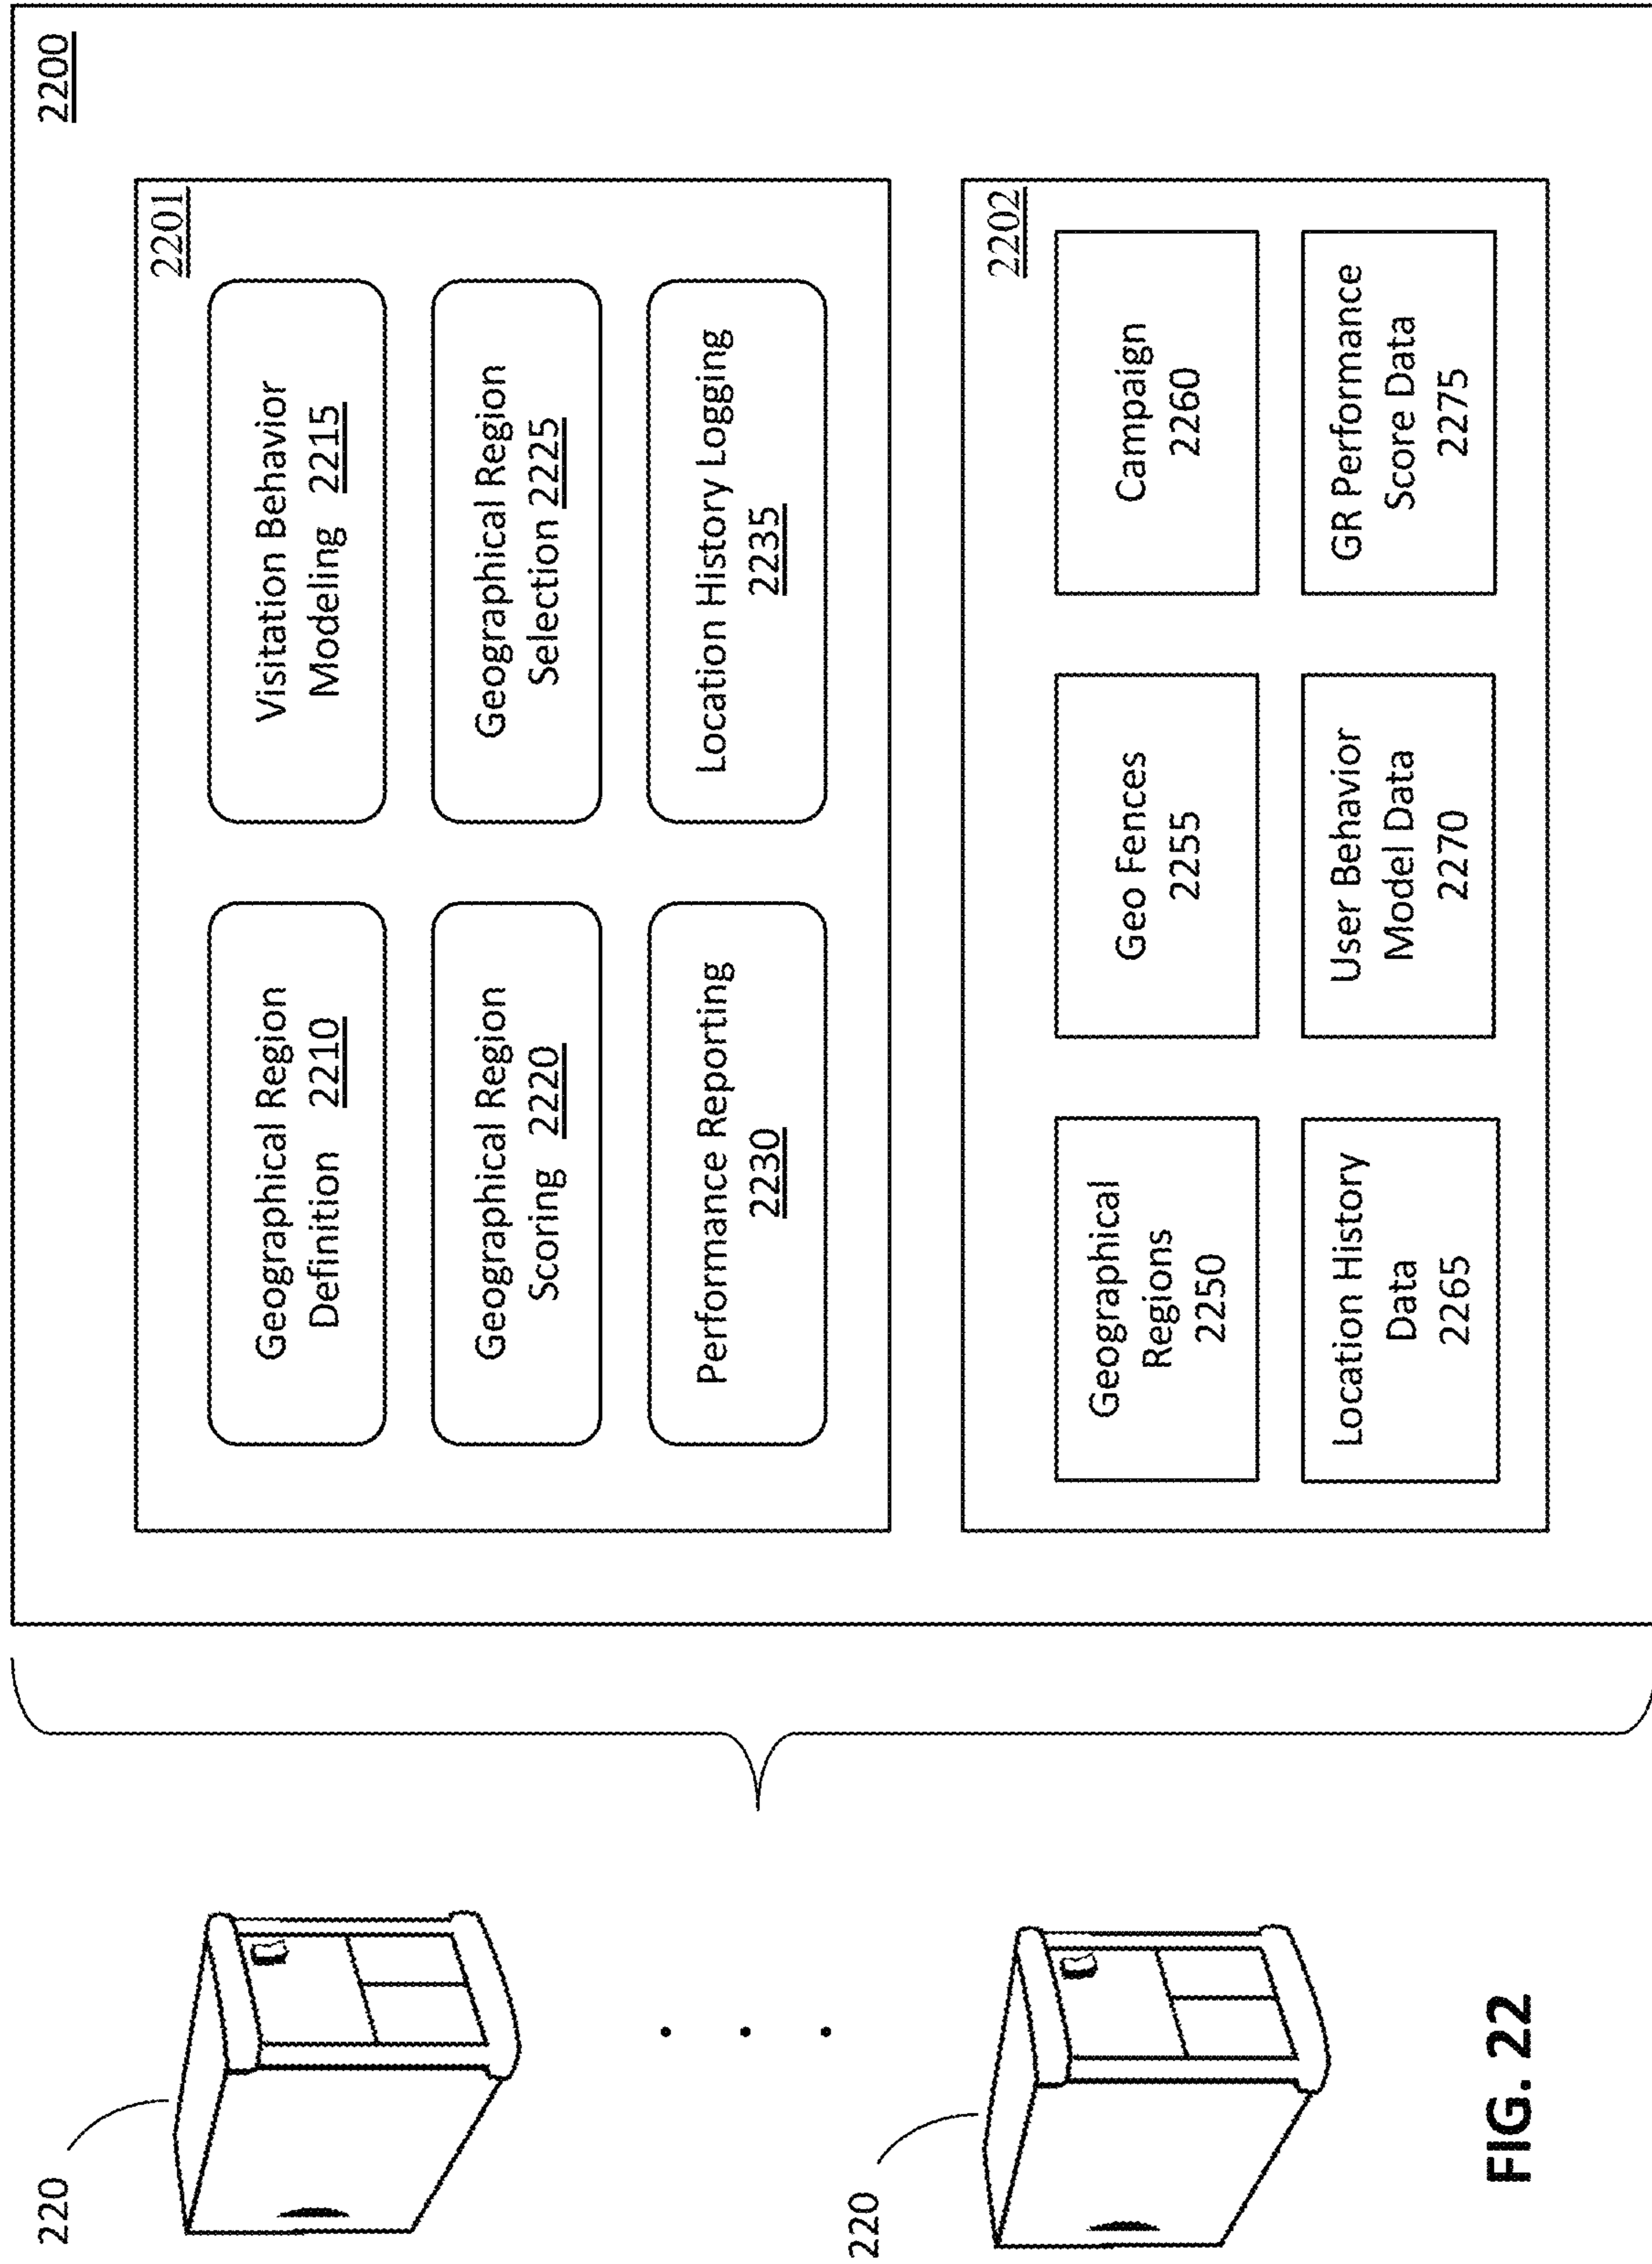 2200
2201
Geographical Region
Definition 2210
Visitation Behavior
Modeling 2215
Geographical Region
Scoring 2220
Geographical Region
Selection 2225
Performance Reporting
2230
Location History Logging
2235
2202
Geographical
Regions
2250
Geo Fences
2255
Campaign
2260
Location History
Data
2265
User Behavior
Model Data
2270
GR Performance
Score Data
2275
220
220
FIG. 22